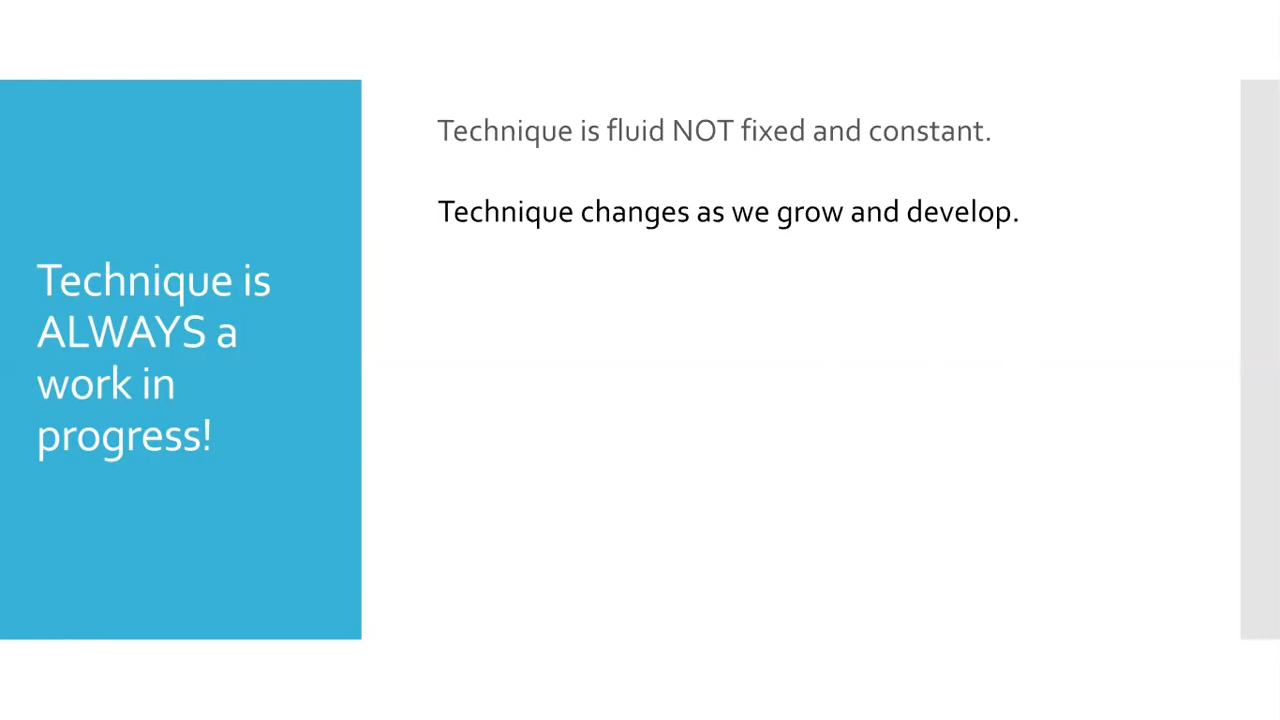 Technique is
ALWAYS a
work in
progress!
Technique is fluid NOT fixed and constant.
Technique changes as we grow and develop.